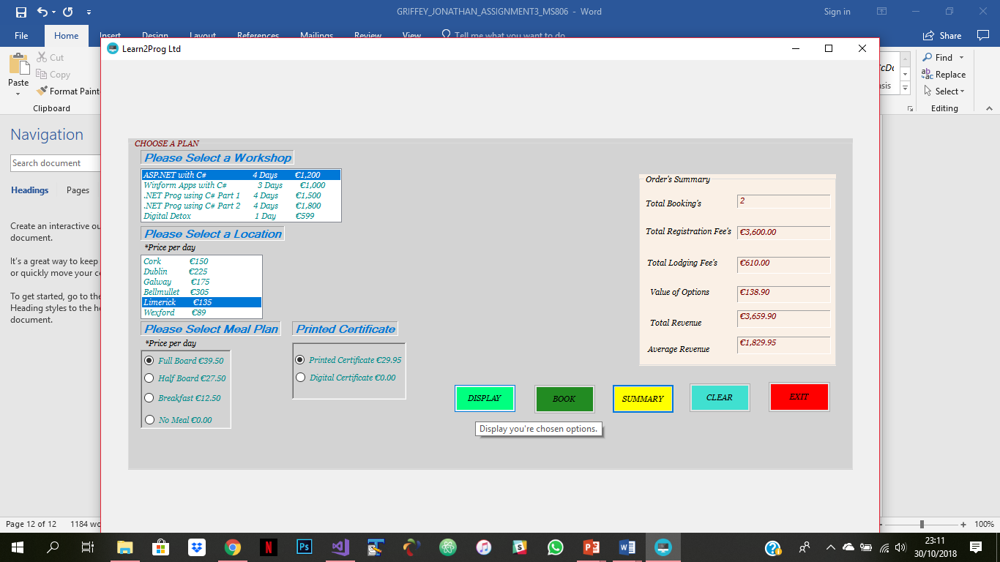 GRIFFEY_JONATHAN_ASSIGNMENT3_MS806 - Word
Sign in
File Home Insert Design Layout References Mailings Review View Tell me what you want to do
Share
Learn2Prog Ltd
Paste
Cut
Copy
Format Paint
Clipboard
Find
Replace
Select
Editing
Navigation
Search document
Headings Pages
Create an interactive ou
document.
It's a great way to keep
or quickly move your co
To get started, go to the
Heading styles to the he
document.
CHOOSE A PLAN
Please Select a Workshop
ASP.NET with C# 4 Days €1,200
Winform Apps with C# 3 Days €1,000
.NET Prog using C# Part 1 4 Days €1,500
.NET Prog using C# Part 2 4 Days €1,800
Digital Detox 1 Day €599
Please Select a Location
*Price per day
Cork €150
Dublin €225
Galway €175
Bellmullet €305
Limerick €135
Wexford €89
Please Select Meal Plan
*Price per day
Full Board €39.50
Half Board €27.50
Breakfast €12.50
No Meal €0.00
Printed Certificate
Printed Certificate €29.95
Digital Certificate €0.00
Order's Summary
Total Booking's 2
Total Registration Fee's €3,600.00
Total Lodging Fee's €610.00
Value of Options €138.90
Total Revenue €3,659.90
Average Revenue €1,829.95
DISPLAY BOOK SUMMARY CLEAR EXIT
Display you're chosen options.
Page 12 of 12 1184 wo
100%
23:11
30/10/2018